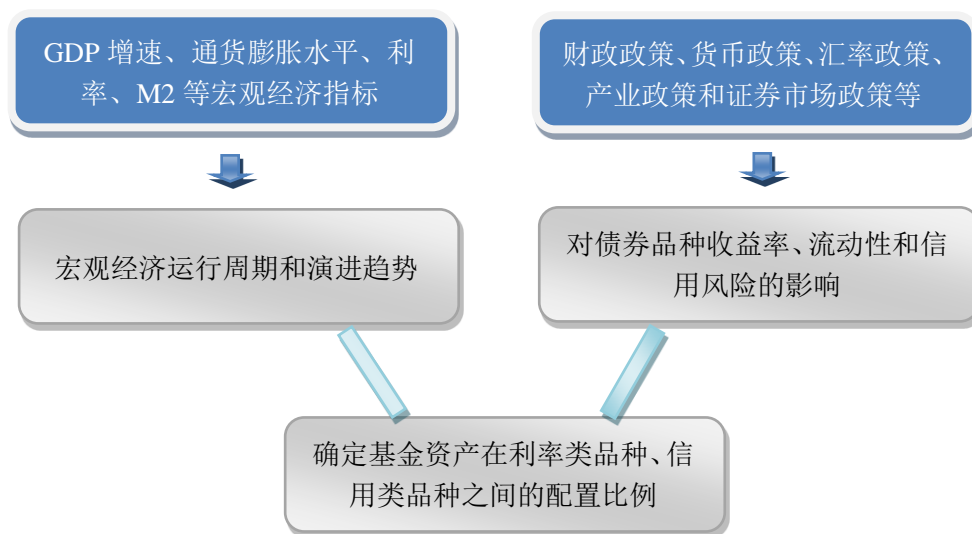 GDP 增速、通货膨胀水平、利
率、M2 等宏观经济指标
财政政策、货币政策、汇率政策、
产业政策和证券市场政策等
宏观经济运行周期和演进趋势
对债券品种收益率、流动性和信
用风险的影响
确定基金资产在利率类品种、信
用类品种之间的配置比例